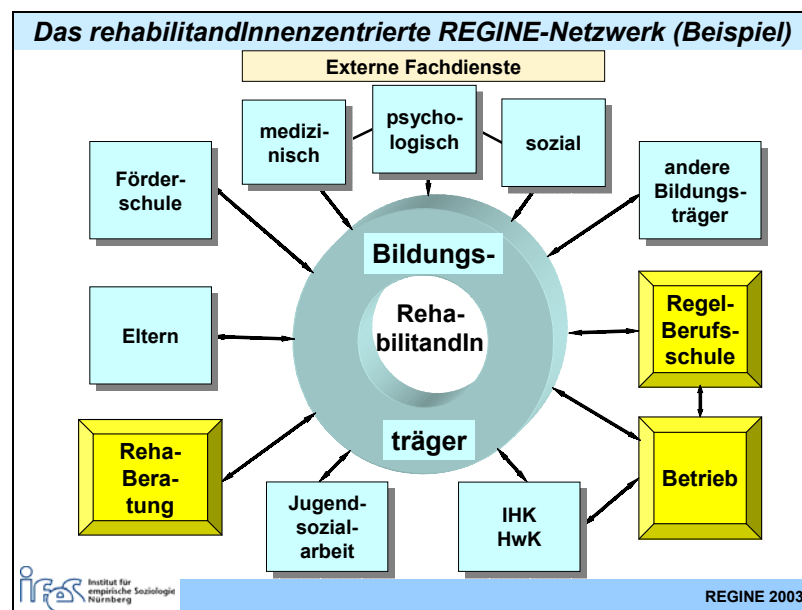 Das rehabilitandInnenzentrierte REGINE-Netzwerk (Beispiel)
Externe Fachdienste
medizi-
nisch
psycho-
logisch
sozial
Förder-
schule
andere
Bildungs-
träger
Bildungs-
Reha-
bilitandIn
träger
Eltern
Regel-
Berufs-
schule
Reha-
Bera-
tung
Betrieb
Jugend-
sozial-
arbeit
IHK
HwK
ifes
Institut für
empirische Soziologie
Nürnberg
REGINE 2003